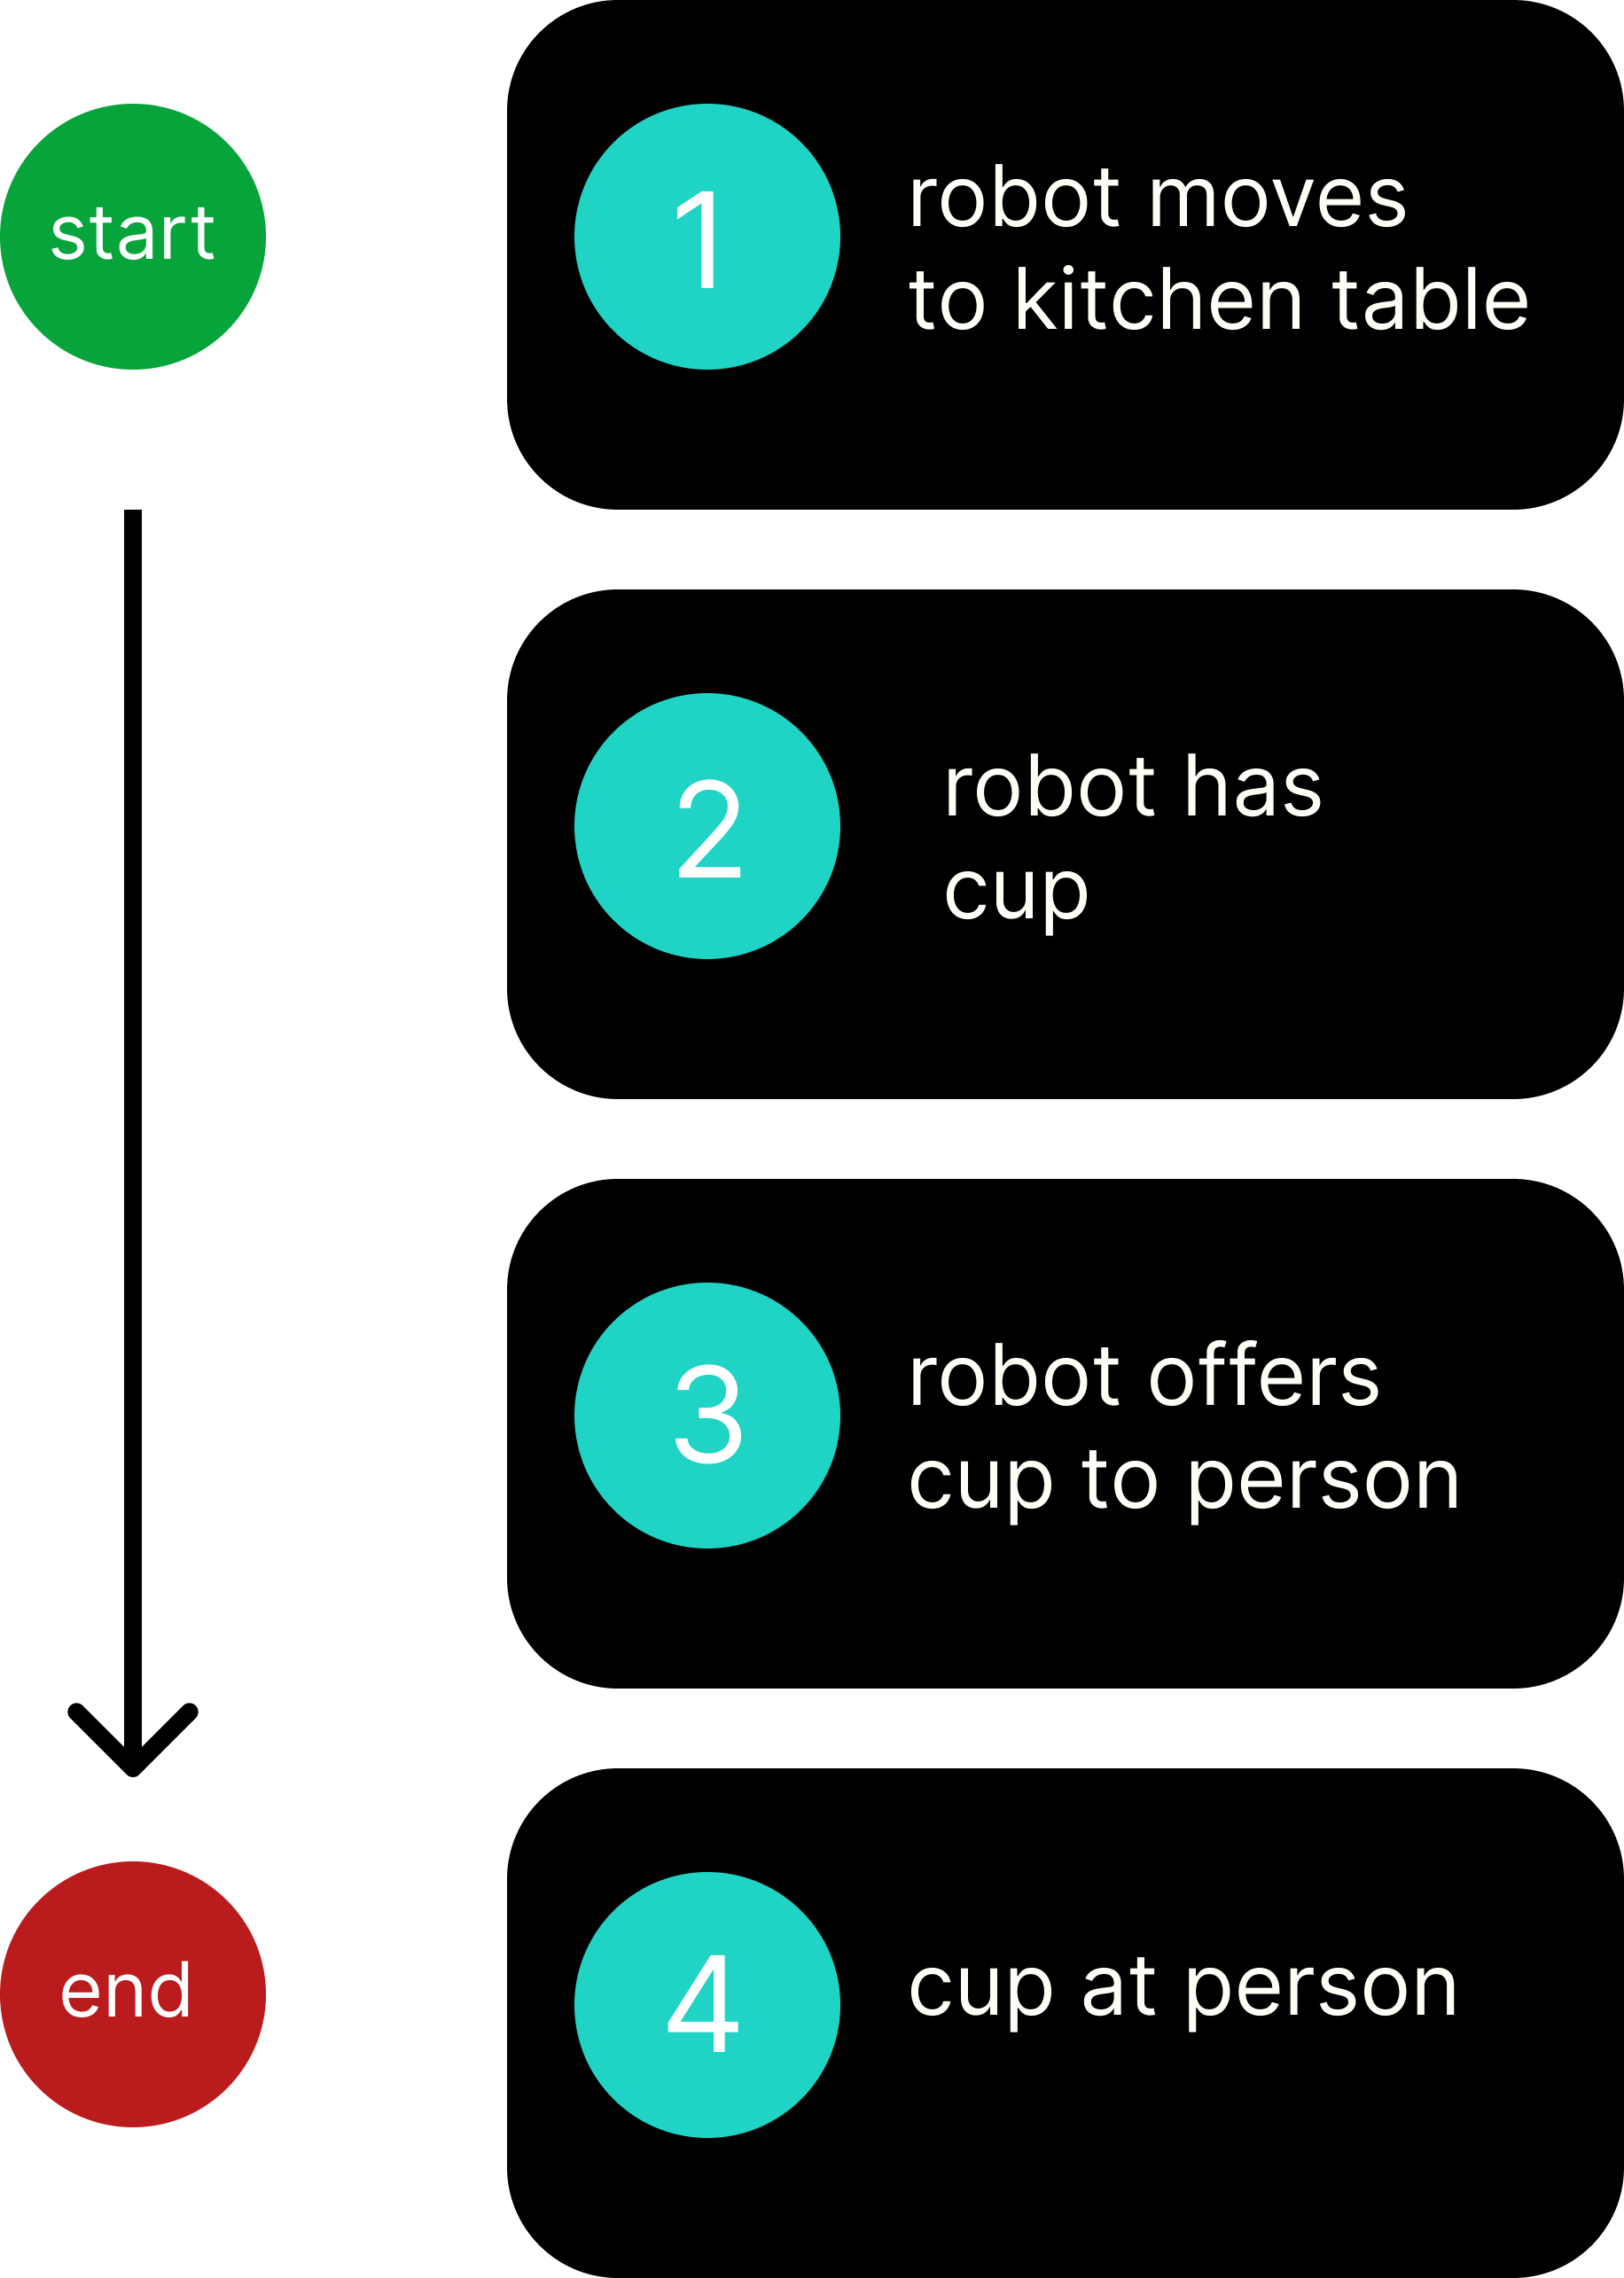 start
1
robot moves
to kitchen table
2
robot has
cup
3
robot offers
cup to person
end
4
cup at person